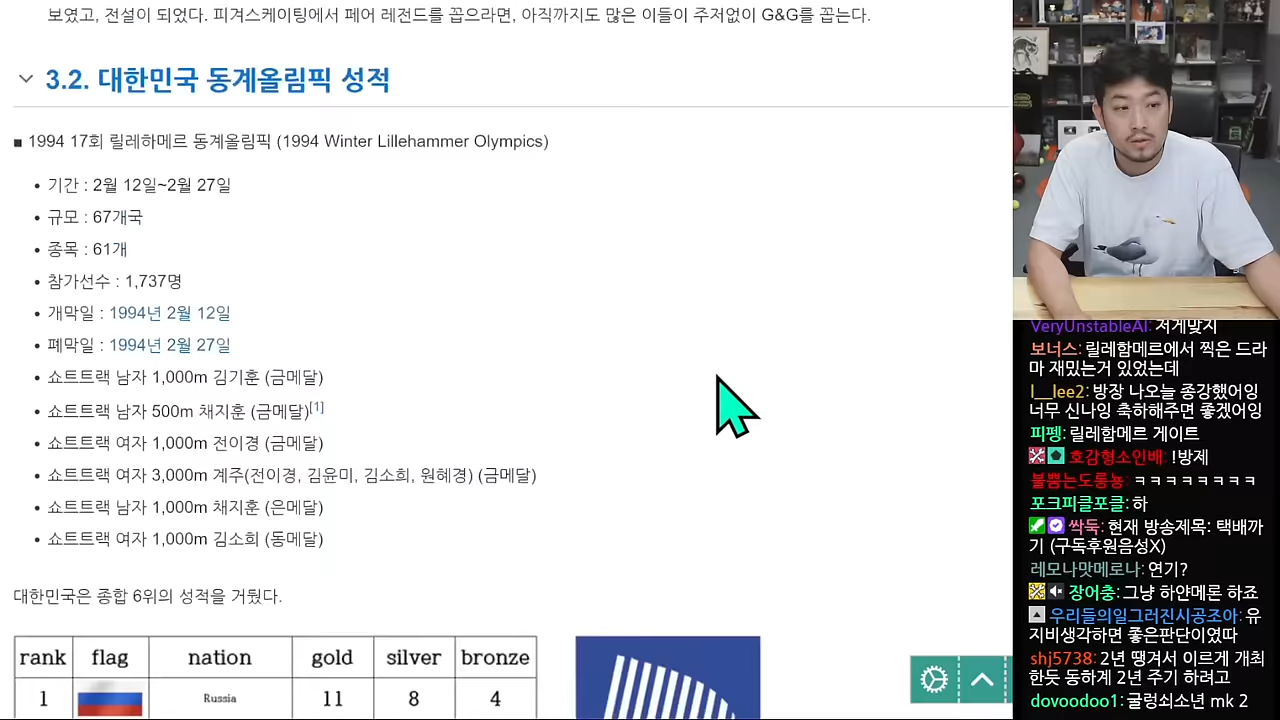 보였고, 전설이 되었다. 피겨스케이팅에서 페어 레전드를 꼽으라면, 아직까지도 많은 이들이 주저없이 G&G를 꼽는다.
3.2. 대한민국 동계올림픽 성적
■ 1994 17회 릴레하메르 동계올림픽 (1994 Winter Lillehammer Olympics)
• 기간 : 2월 12일~2월 27일
• 규모 : 67개국
• 종목 : 61개
• 참가선수 : 1,737명
• 개막일 : 1994년 2월 12일
• 폐막일 : 1994년 2월 27일
• 쇼트트랙 남자 1,000m 김기훈 (금메달)
• 쇼트트랙 남자 500m 채지훈 (금메달)[1]
• 쇼트트랙 여자 1,000m 전이경 (금메달)
• 쇼트트랙 여자 3,000m 계주(전이경, 김윤미, 김소희, 원혜경) (금메달)
• 쇼트트랙 남자 1,000m 채지훈 (은메달)
• 쇼트트랙 여자 1,000m 김소희 (동메달)
대한민국은 종합 6위의 성적을 거뒀다.
rank flag nation gold silver bronze
1 Russia 11 8 4
VeryUnstableAI: 저게맞지
보너스: 릴레함메르에서 찍은 드라
마 재밌는거 있었는데
l__lee2: 방장 나오늘 종강했어잉
너무 신나잉 축하해주면 좋겠어잉
피펭: 릴레함메르 게이트
호감형소인배: !방제
불뿜는도롱뇽: ㅋㅋㅋㅋㅋㅋㅋㅋ
포크피클포클: 하
싹둑: 현재 방송제목: 택배까
기 (구독후원음성X)
레모나맛메로나: 연기?
장어충: 그냥 하얀메론 하죠
우리들의일그러진시공조아: 유
지비생각하면 좋은판단이였따
shj5738: 2년 땡겨서 이르게 개최
한듯 동하계 2년 주기 하려고
dovoodoo1: 굴렁쇠소년 mk 2